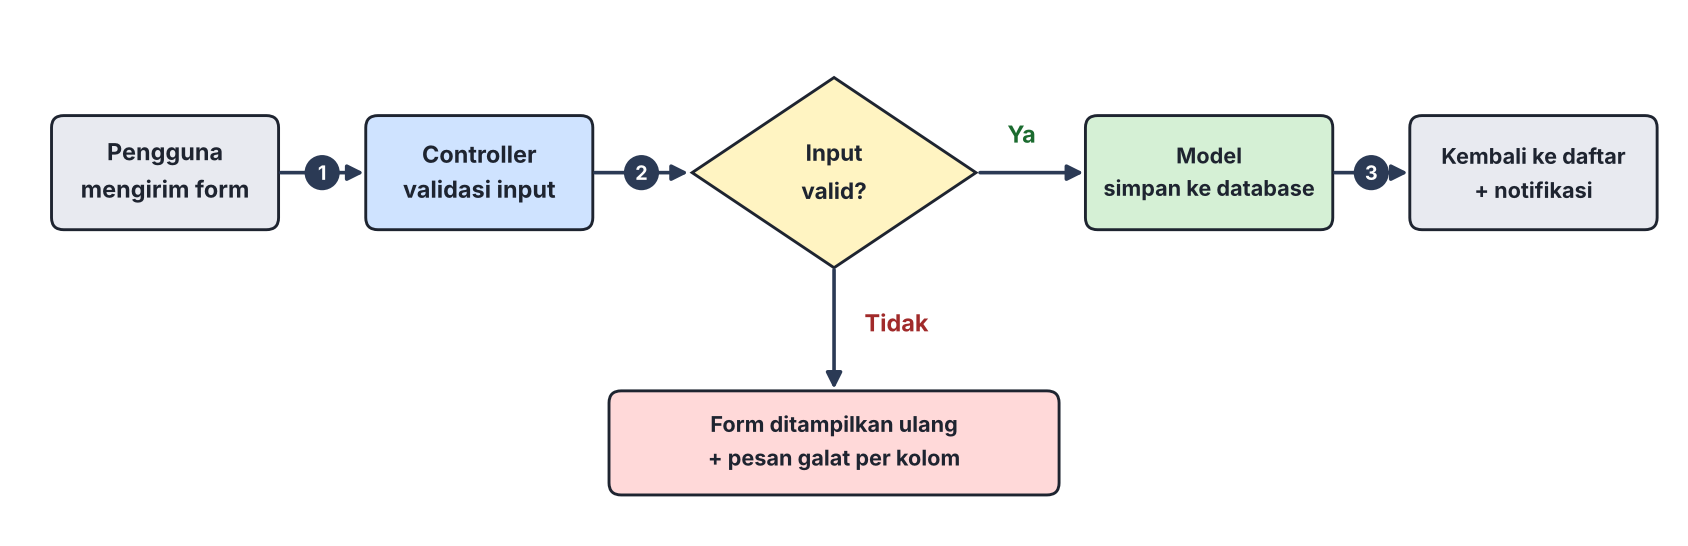 Pengguna
mengirim form
1
Controller
validasi input
2
Input
valid?
Ya
Model
simpan ke database
3
Kembali ke daftar
+ notifikasi
Tidak
Form ditampilkan ulang
+ pesan galat per kolom